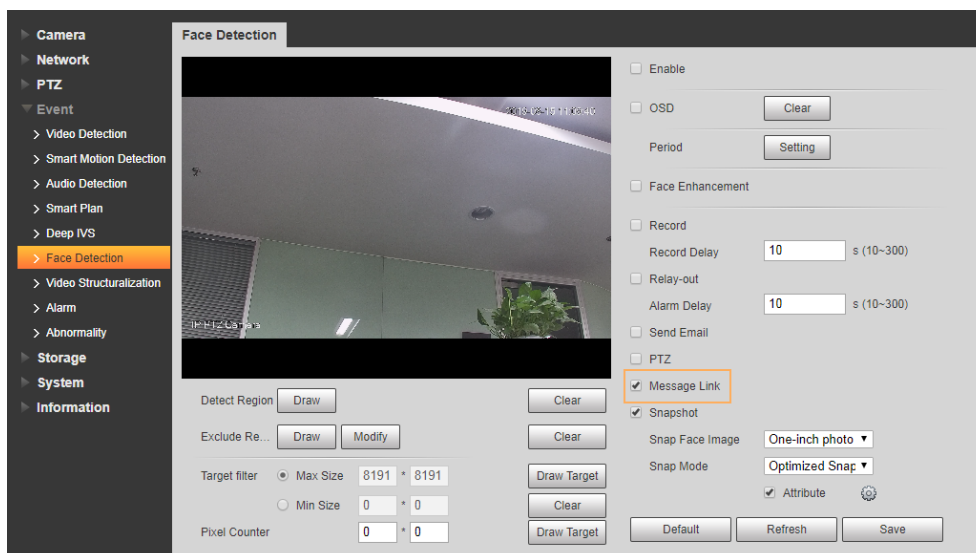 Camera
Network
PTZ
Event
Video Detection
Smart Motion Detection
Audio Detection
Smart Plan
Deep IVS
Face Detection
Video Structuralization
Alarm
Abnormality
Storage
System
Information
Face Detection
IP PTZ Camera
Detect Region Draw Clear
Exclude Re... Draw Modify Clear
Target filter Max Size 8191 * 8191 Draw Target
Min Size 0 * 0 Clear
Pixel Counter 0 * 0 Draw Target
Enable
OSD Clear
Period Setting
Face Enhancement
Record
Record Delay 10 s (10~300)
Relay-out
Alarm Delay 10 s (10~300)
Send Email
PTZ
Message Link
Snapshot
Snap Face Image One-inch photo
Snap Mode Optimized Snap
Attribute
Default Refresh Save